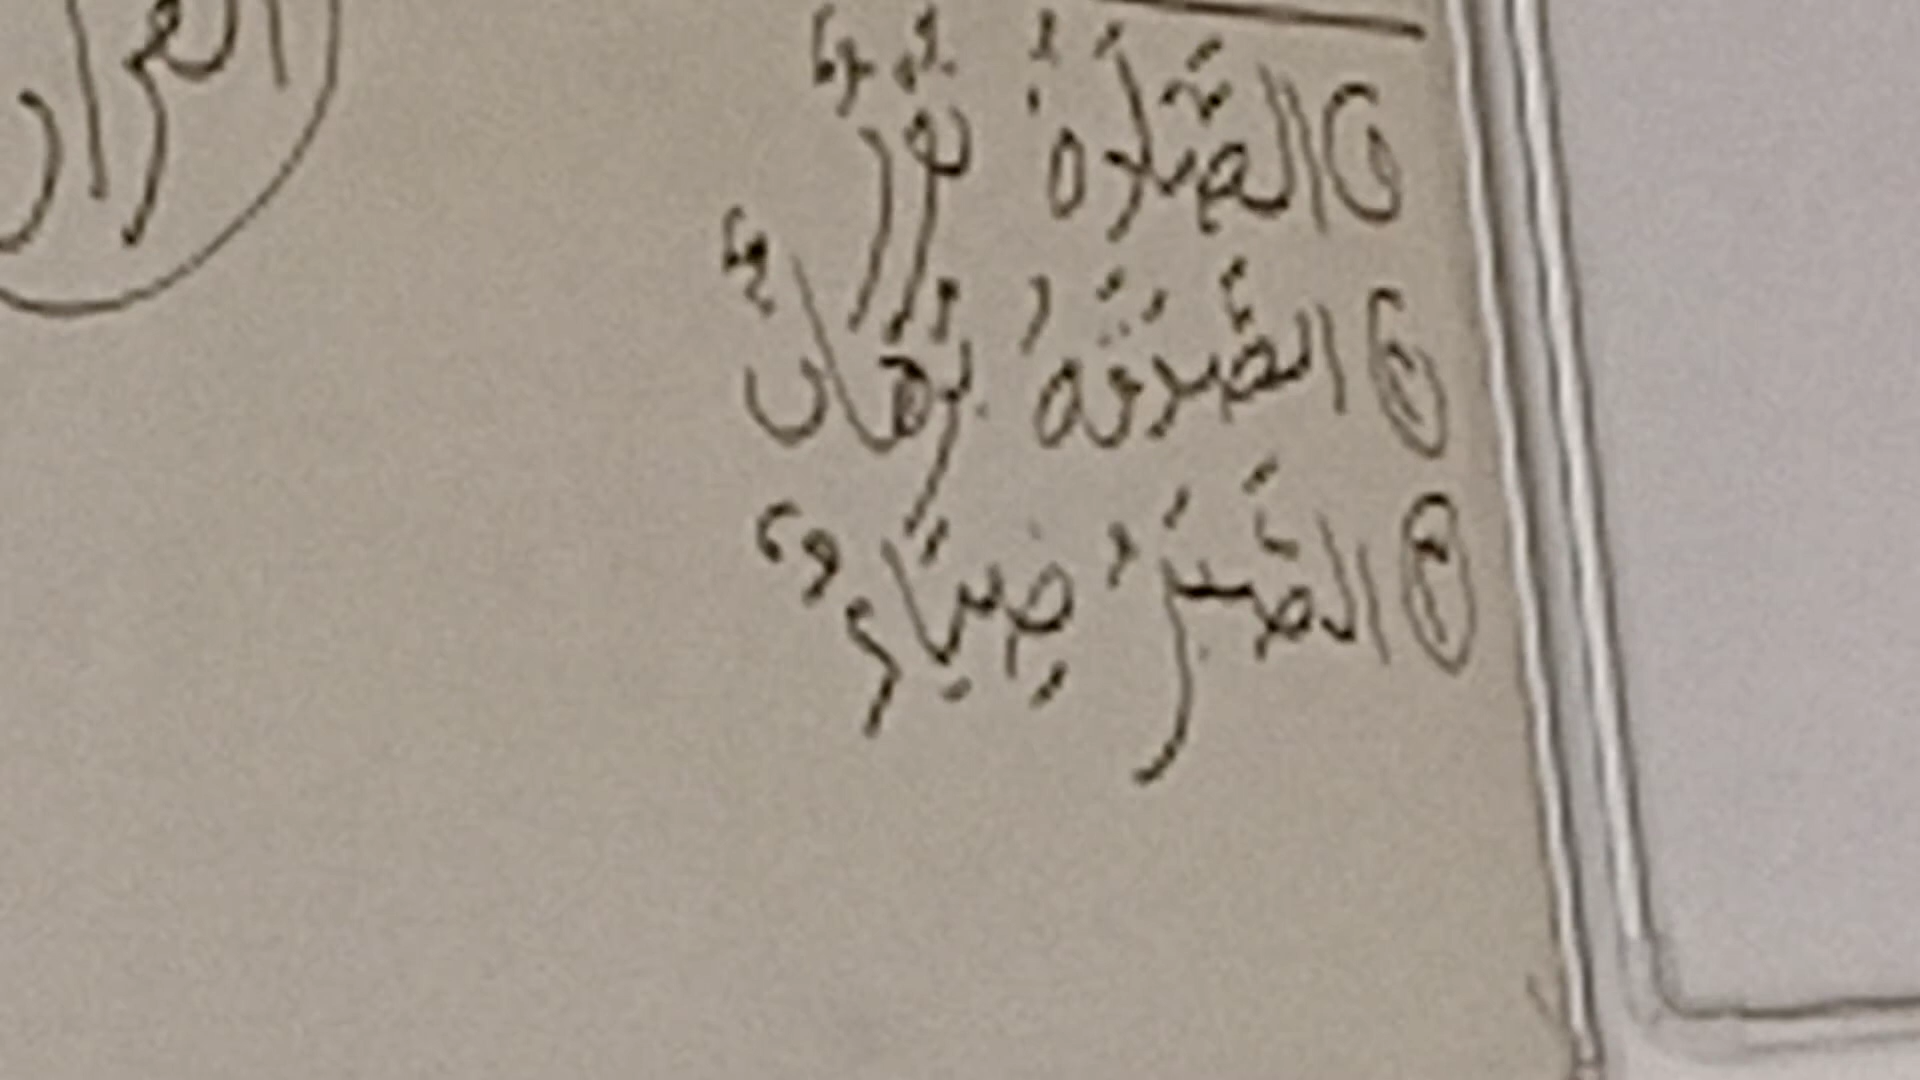 ١ الصَّلَاةُ نُورٌ
٢ الصَّدَقَةُ بُرْهَانٌ
٣ الصَّبْرُ ضِيَاءٌ